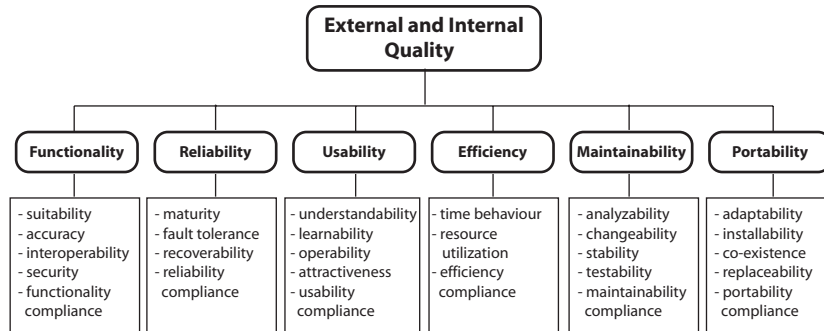 External and Internal
Quality
Functionality
Reliability
Usability
Efficiency
Maintainability
Portability
- suitability
- accuracy
- interoperability
- security
- functionality
compliance
- maturity
- fault tolerance
- recoverability
- reliability
compliance
- understandability
- learnability
- operability
- attractiveness
- usability
compliance
- time behaviour
- resource
utilization
- efficiency
compliance
- analyzability
- changeability
- stability
- testability
- maintainability
compliance
- adaptability
- installability
- co-existence
- replaceability
- portability
compliance